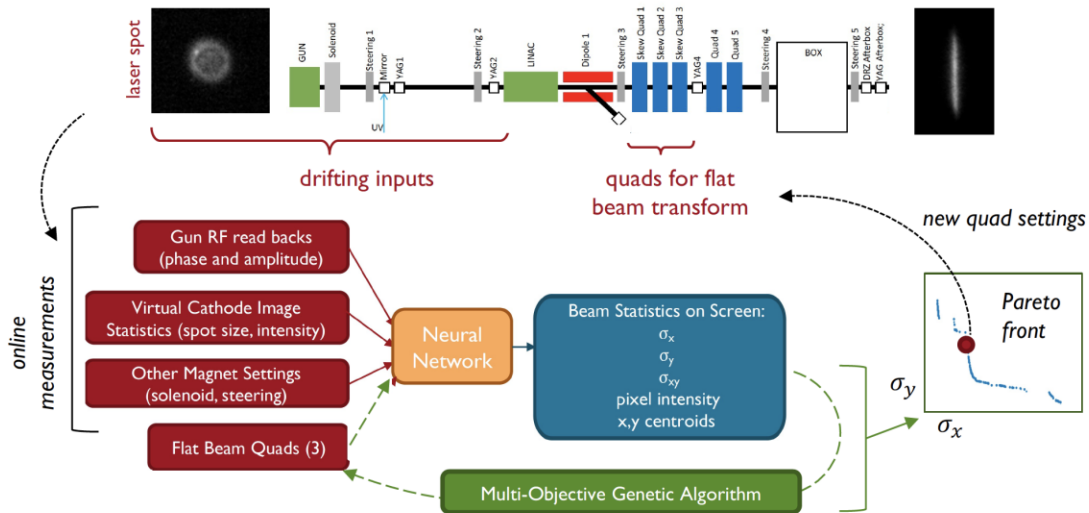 laser spot
GUN
Solenoid
Steering 1
Mirror
YAG1
UV
Steering 2
YAG2
LINAC
Dipole 1
Steering 3
Skew Quad 1
Skew Quad 2
Skew Quad 3
YAG4
Quad 4
Quad 5
Steering 4
BOX
Steering 5
DRZ Afterbox
YAG Afterbox;
drifting inputs
quads for flat
beam transform
new quad settings
online
measurements
Gun RF read backs
(phase and amplitude)
Virtual Cathode Image
Statistics (spot size, intensity)
Other Magnet Settings
(solenoid, steering)
Flat Beam Quads (3)
Neural
Network
Beam Statistics on Screen:
σx
σy
σxy
pixel intensity
x,y centroids
Multi-Objective Genetic Algorithm
Pareto
front
σy
σx